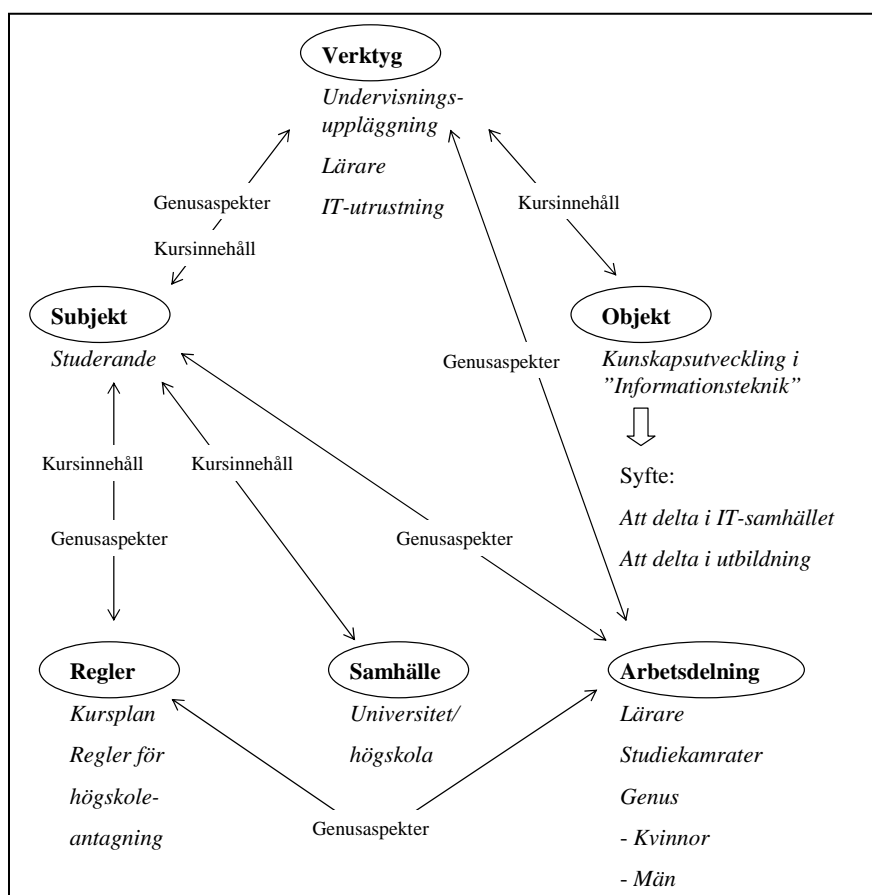 Verktyg
Undervisnings-
uppläggning
Lärare
IT-utrustning
Genusaspekter
Kursinnehåll
Kursinnehåll
Subjekt
Studerande
Objekt
Kunskapsutveckling i
”Informationsteknik”
Genusaspekter
Kursinnehåll
Kursinnehåll
Syfte:
Att delta i IT-samhället
Att delta i utbildning
Genusaspekter
Genusaspekter
Regler
Kursplan
Regler för
högskole-
antagning
Samhälle
Universitet/
högskola
Arbetsdelning
Lärare
Studiekamrater
Genus
- Kvinnor
- Män
Genusaspekter